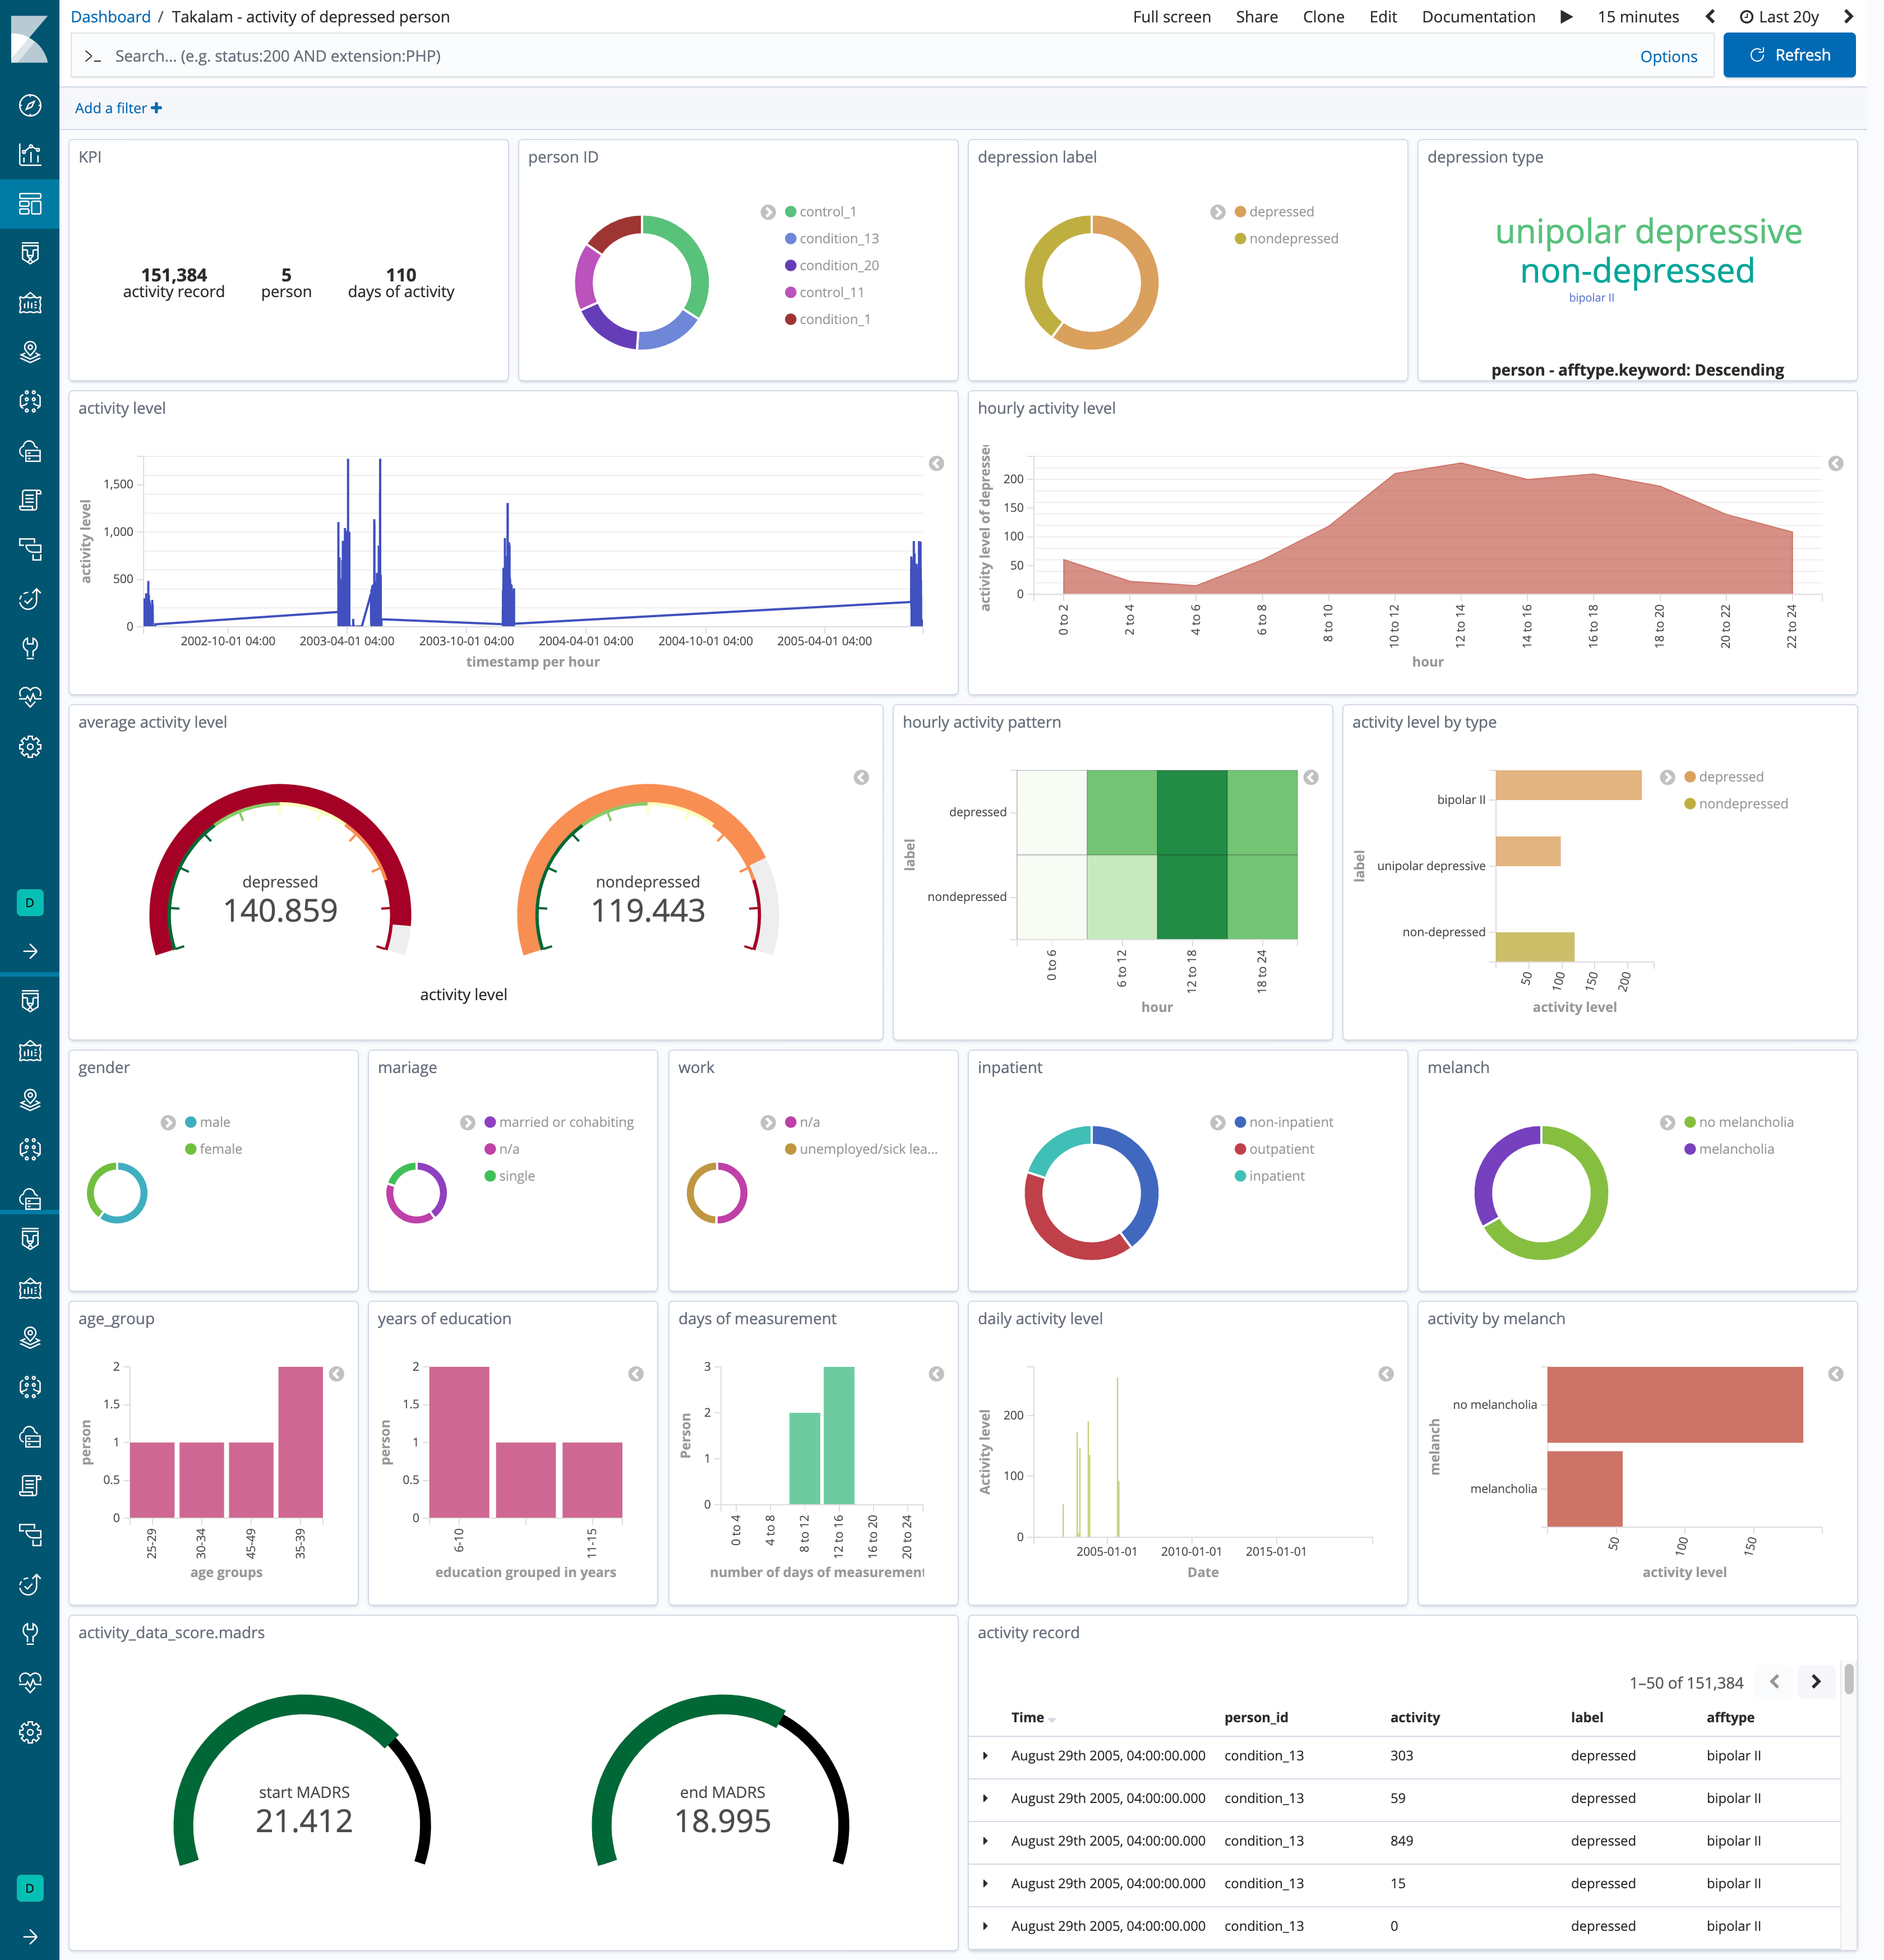 Dashboard / Takalam - activity of depressed person
Full screen Share Clone Edit Documentation 15 minutes Last 20y
>_ Search... (e.g. status:200 AND extension:PHP)
Options
Refresh
Add a filter
KPI
151,384
activity record
5
person
110
days of activity
person ID
control_1
condition_13
condition_20
control_11
condition_1
depression label
depressed
nondepressed
depression type
unipolar depressive
non-depressed
bipolar II
person - afftype.keyword: Descending
activity level
activity level
1,500
1,000
500
0
2002-10-01 04:00
2003-04-01 04:00
2003-10-01 04:00
2004-04-01 04:00
2004-10-01 04:00
2005-04-01 04:00
timestamp per hour
hourly activity level
activity level of depressed
200
150
100
50
0
0 to 2
2 to 4
4 to 6
6 to 8
8 to 10
10 to 12
12 to 14
14 to 16
16 to 18
18 to 20
20 to 22
22 to 24
hour
average activity level
depressed
140.859
nondepressed
119.443
activity level
hourly activity pattern
label
depressed
nondepressed
0 to 6
6 to 12
12 to 18
18 to 24
hour
activity level by type
label
bipolar II
unipolar depressive
non-depressed
50
100
150
200
activity level
depressed
nondepressed
gender
male
female
mariage
married or cohabiting
n/a
single
work
n/a
unemployed/sick lea...
inpatient
non-inpatient
outpatient
inpatient
melanch
no melancholia
melancholia
age_group
person
2
1.5
1
0.5
0
25-29
30-34
45-49
35-39
age groups
years of education
person
2
1.5
1
0.5
0
6-10
11-15
education grouped in years
days of measurement
Person
3
2
1
0
0 to 4
4 to 8
8 to 12
12 to 16
16 to 20
20 to 24
number of days of measurement
daily activity level
Activity level
200
100
0
2005-01-01
2010-01-01
2015-01-01
Date
activity by melanch
melanch
no melancholia
melancholia
50
100
150
activity level
activity_data_score.madrs
start MADRS
21.412
end MADRS
18.995
activity record
1–50 of 151,384
Time person_id activity label afftype
August 29th 2005, 04:00:00.000 condition_13 303 depressed bipolar II
August 29th 2005, 04:00:00.000 condition_13 59 depressed bipolar II
August 29th 2005, 04:00:00.000 condition_13 849 depressed bipolar II
August 29th 2005, 04:00:00.000 condition_13 15 depressed bipolar II
August 29th 2005, 04:00:00.000 condition_13 0 depressed bipolar II
D
D